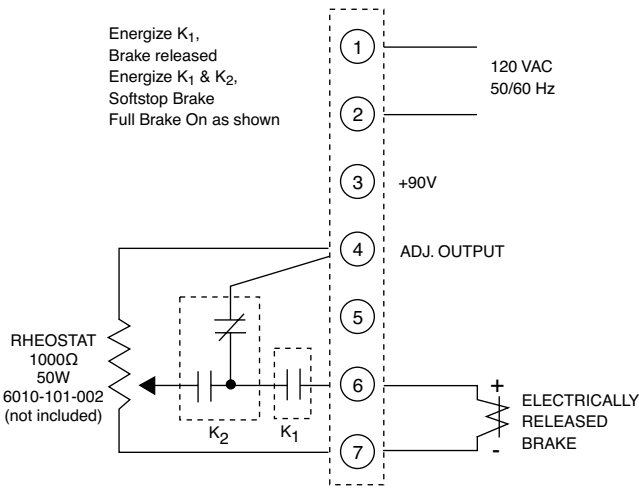 Energize K1,
Brake released
Energize K1 & K2,
Softstop Brake
Full Brake On as shown
1
120 VAC
50/60 Hz
2
3
+90V
4
ADJ. OUTPUT
5
RHEOSTAT
1000Ω
50W
6010-101-002
(not included)
K2
K1
6
+
ELECTRICALLY
RELEASED
BRAKE
-
7